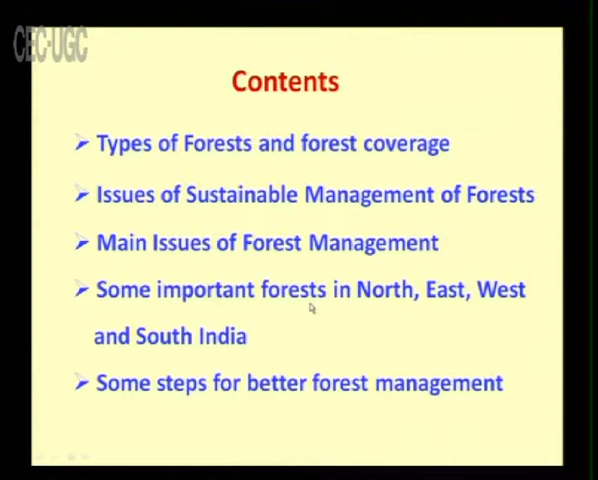 CEC-UGC
Contents
Types of Forests and forest coverage
Issues of Sustainable Management of Forests
Main Issues of Forest Management
Some important forests in North, East, West
and South India
Some steps for better forest management